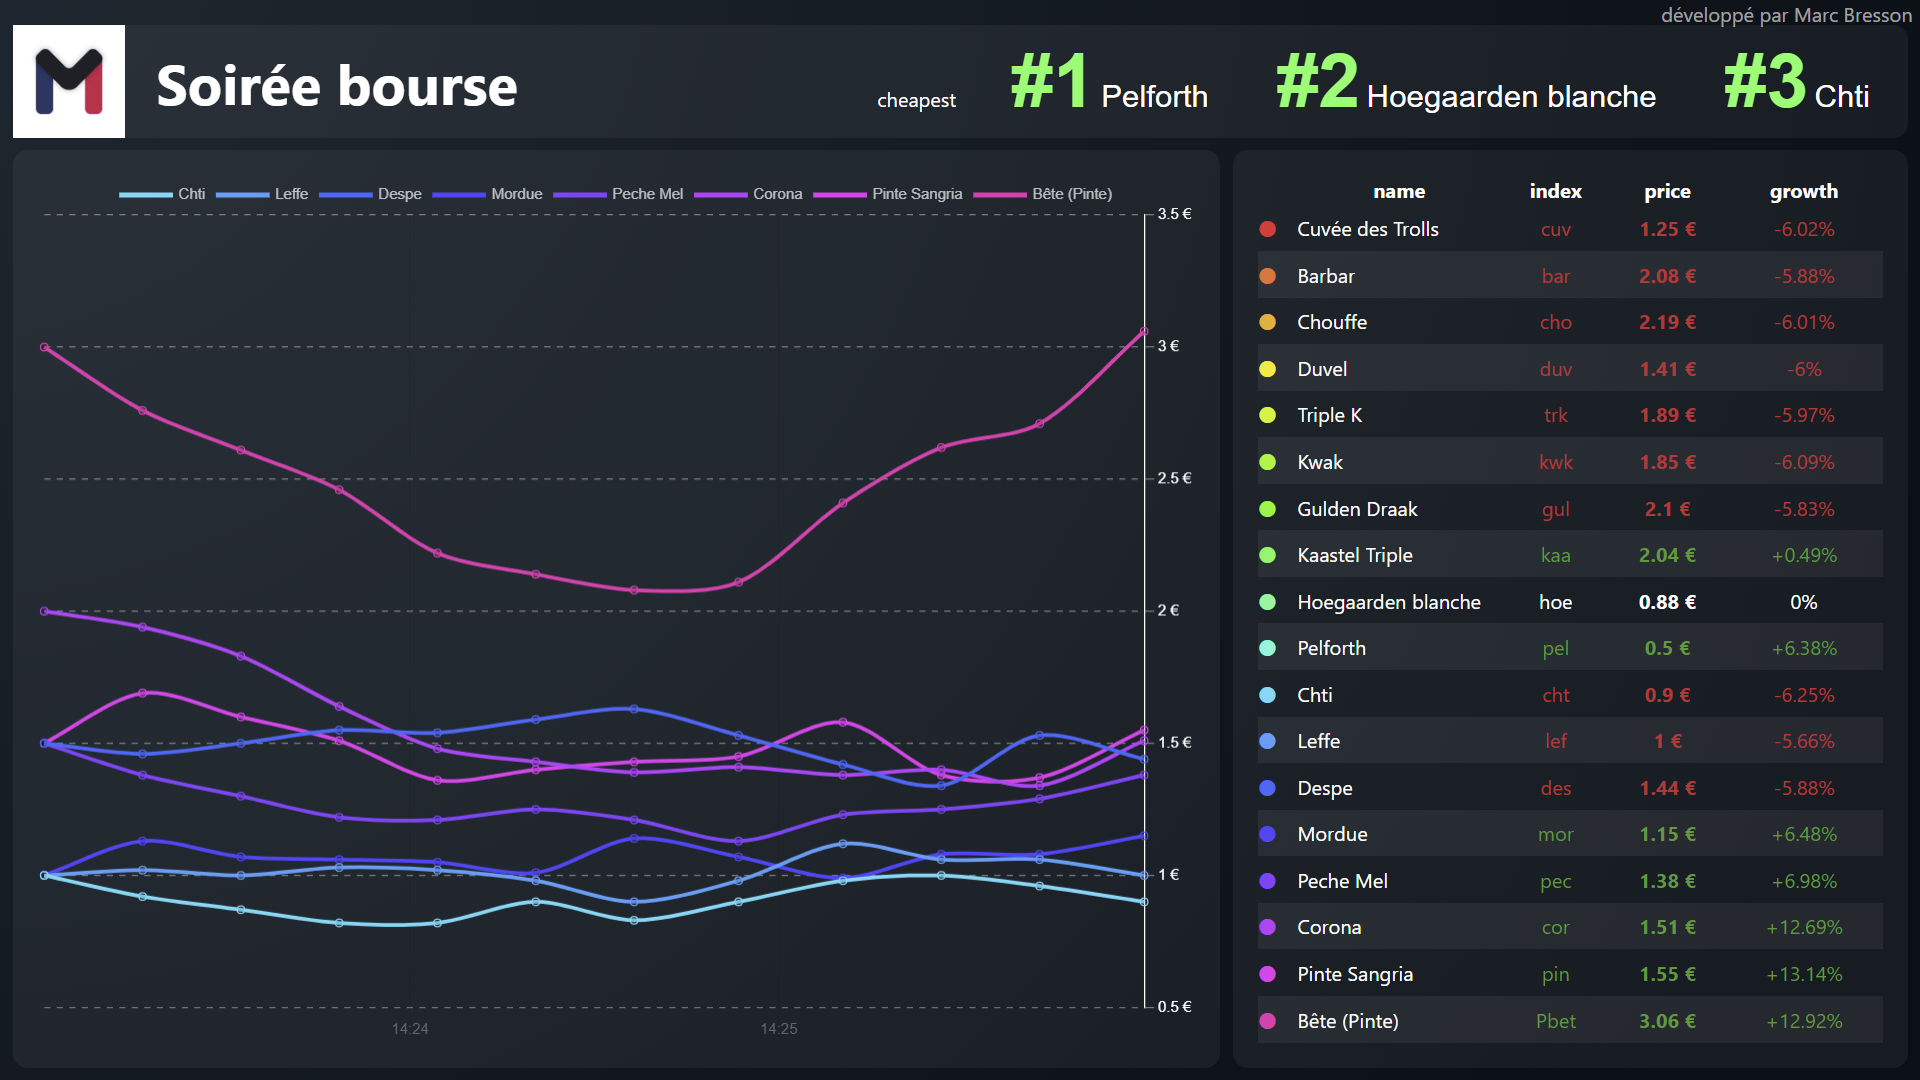 développé par Marc Bresson
M
Soirée bourse
cheapest #1 Pelforth #2 Hoegaarden blanche #3 Chti
Chti Leffe Despe Mordue Peche Mel Corona Pinte Sangria Bête (Pinte)
3.5 €
3 €
2.5 €
2 €
1.5 €
1 €
0.5 €
14:24 14:25
name index price growth
Cuvée des Trolls cuv 1.25 € -6.02%
Barbar bar 2.08 € -5.88%
Chouffe cho 2.19 € -6.01%
Duvel duv 1.41 € -6%
Triple K trk 1.89 € -5.97%
Kwak kwk 1.85 € -6.09%
Gulden Draak gul 2.1 € -5.83%
Kaastel Triple kaa 2.04 € +0.49%
Hoegaarden blanche hoe 0.88 € 0%
Pelforth pel 0.5 € +6.38%
Chti cht 0.9 € -6.25%
Leffe lef 1 € -5.66%
Despe des 1.44 € -5.88%
Mordue mor 1.15 € +6.48%
Peche Mel pec 1.38 € +6.98%
Corona cor 1.51 € +12.69%
Pinte Sangria pin 1.55 € +13.14%
Bête (Pinte) Pbet 3.06 € +12.92%